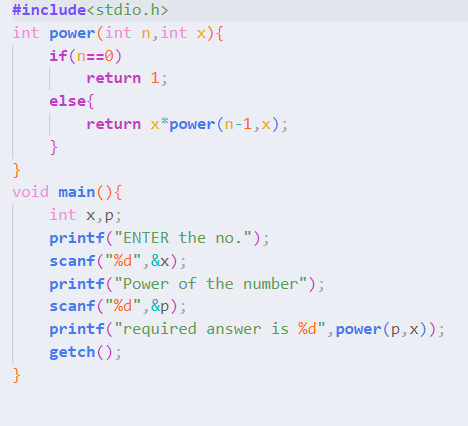 #include<stdio.h>
int power(int n,int x){
    if(n==0)
        return 1;
    else{
        return x*power(n-1,x);
    }
}
void main(){
    int x,p;
    printf("ENTER the no.");
    scanf("%d",&x);
    printf("Power of the number");
    scanf("%d",&p);
    printf("required answer is %d",power(p,x));
    getch();
}